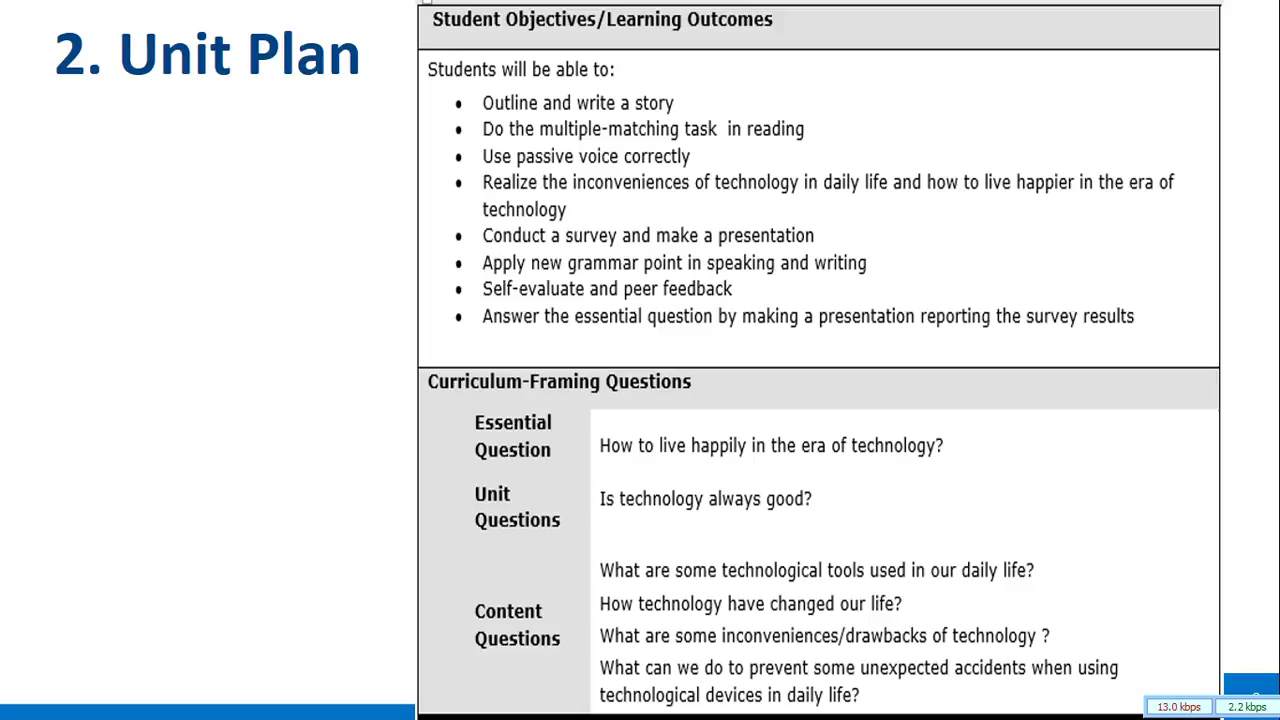 2. Unit Plan
Student Objectives/Learning Outcomes
Students will be able to:
• Outline and write a story
• Do the multiple-matching task in reading
• Use passive voice correctly
• Realize the inconveniences of technology in daily life and how to live happier in the era of
technology
• Conduct a survey and make a presentation
• Apply new grammar point in speaking and writing
• Self-evaluate and peer feedback
• Answer the essential question by making a presentation reporting the survey results
Curriculum-Framing Questions
Essential
Question
How to live happily in the era of technology?
Unit
Questions
Is technology always good?
Content
Questions
What are some technological tools used in our daily life?
How technology have changed our life?
What are some inconveniences/drawbacks of technology ?
What can we do to prevent some unexpected accidents when using
technological devices in daily life?
13.0 kbps
2.2 kbps